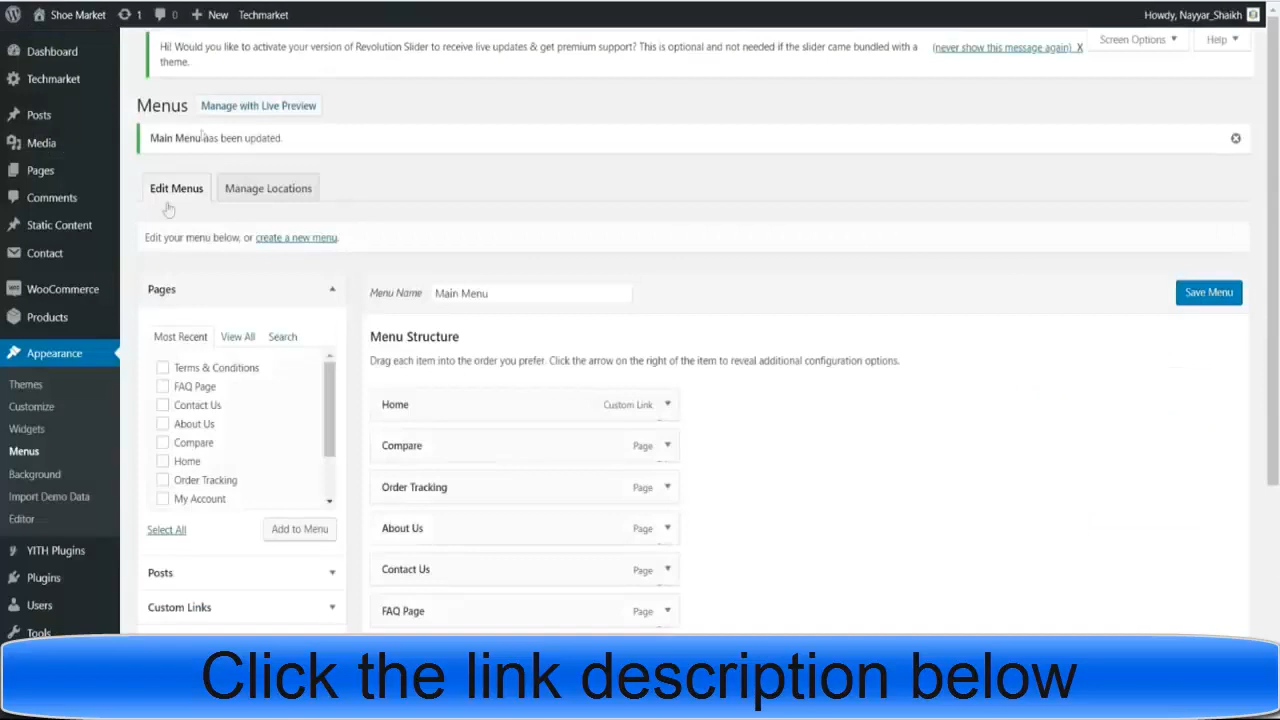 Shoe Market 1 0 New Techmarket Howdy, Nayyar_Shaikh
Dashboard
Techmarket
Posts
Media
Pages
Comments
Static Content
Contact
WooCommerce
Products
Appearance
Themes
Customize
Widgets
Menus
Background
Import Demo Data
Editor
YITH Plugins
Plugins
Users
Tools
Hi! Would you like to activate your version of Revolution Slider to receive live updates & get premium support? This is optional and not needed if the slider came bundled with a
theme.
(never show this message again) X
Screen Options
Help
Menus Manage with Live Preview
Main Menu has been updated.
Edit Menus Manage Locations
Edit your menu below, or create a new menu.
Pages
Most Recent View All Search
Terms & Conditions
FAQ Page
Contact Us
About Us
Compare
Home
Order Tracking
My Account
Select All Add to Menu
Posts
Custom Links
Menu Name Main Menu Save Menu
Menu Structure
Drag each item into the order you prefer. Click the arrow on the right of the item to reveal additional configuration options.
Home Custom Link
Compare Page
Order Tracking Page
About Us Page
Contact Us Page
FAQ Page Page
Click the link description below